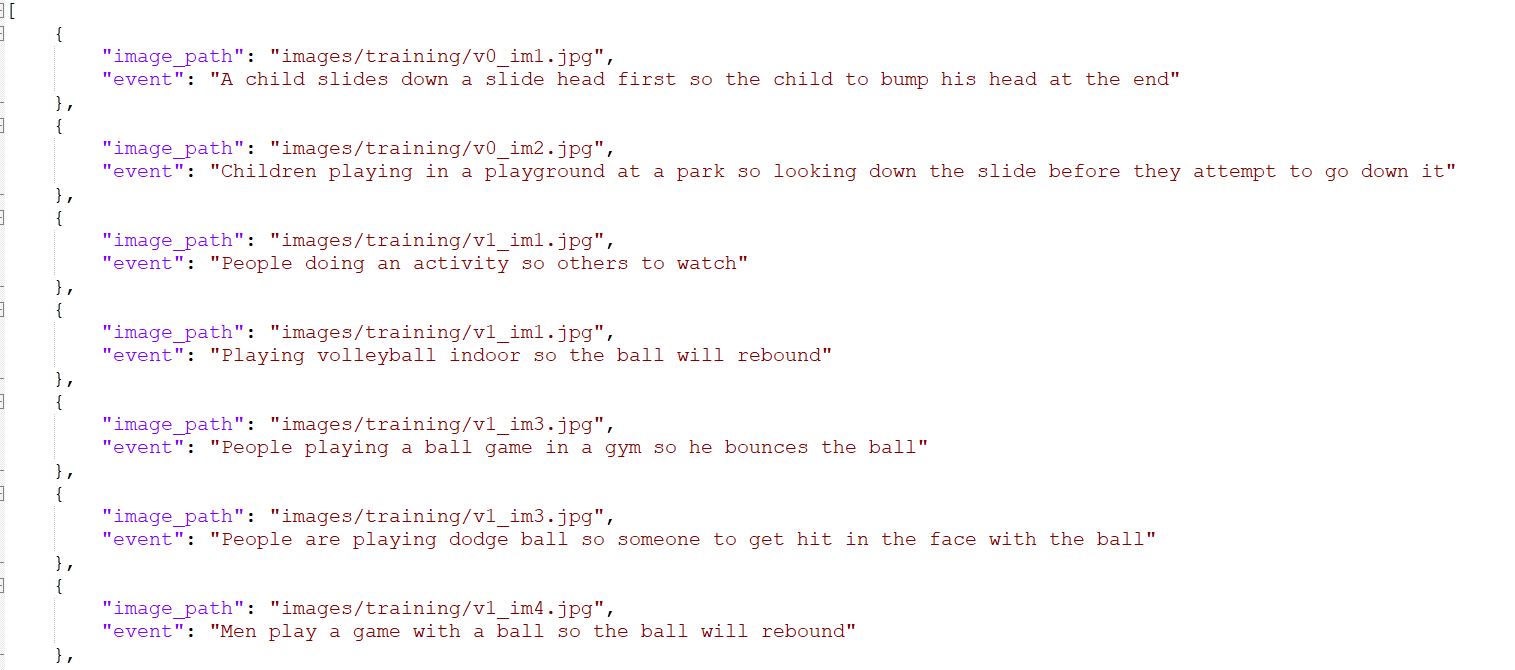 [
    {
        "image_path": "images/training/v0_im1.jpg",
        "event": "A child slides down a slide head first so the child to bump his head at the end"
    },
    {
        "image_path": "images/training/v0_im2.jpg",
        "event": "Children playing in a playground at a park so looking down the slide before they attempt to go down it"
    },
    {
        "image_path": "images/training/v1_im1.jpg",
        "event": "People doing an activity so others to watch"
    },
    {
        "image_path": "images/training/v1_im1.jpg",
        "event": "Playing volleyball indoor so the ball will rebound"
    },
    {
        "image_path": "images/training/v1_im3.jpg",
        "event": "People playing a ball game in a gym so he bounces the ball"
    },
    {
        "image_path": "images/training/v1_im3.jpg",
        "event": "People are playing dodge ball so someone to get hit in the face with the ball"
    },
    {
        "image_path": "images/training/v1_im4.jpg",
        "event": "Men play a game with a ball so the ball will rebound"
    },